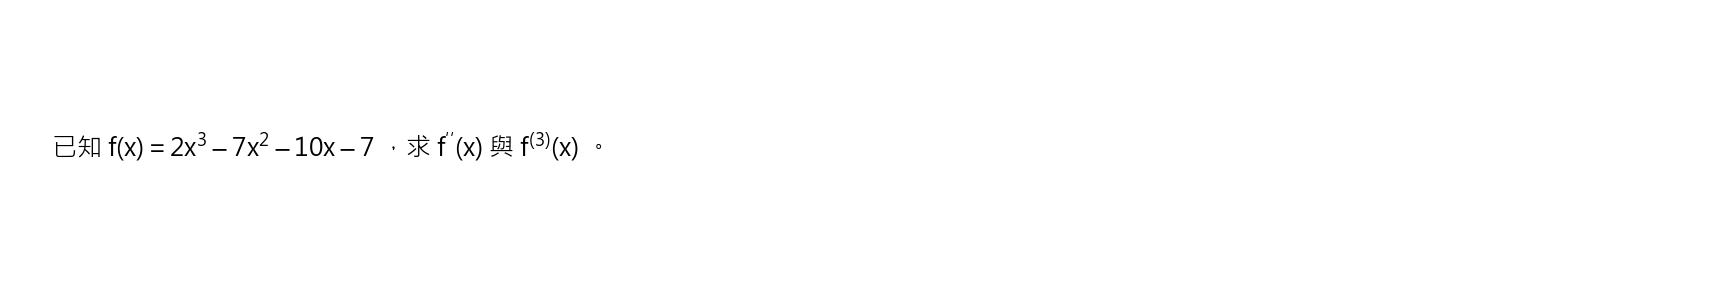 已知 f(x) = 2x³ – 7x² – 10x – 7 ，求 f′′(x) 與 f⁽³⁾(x) 。